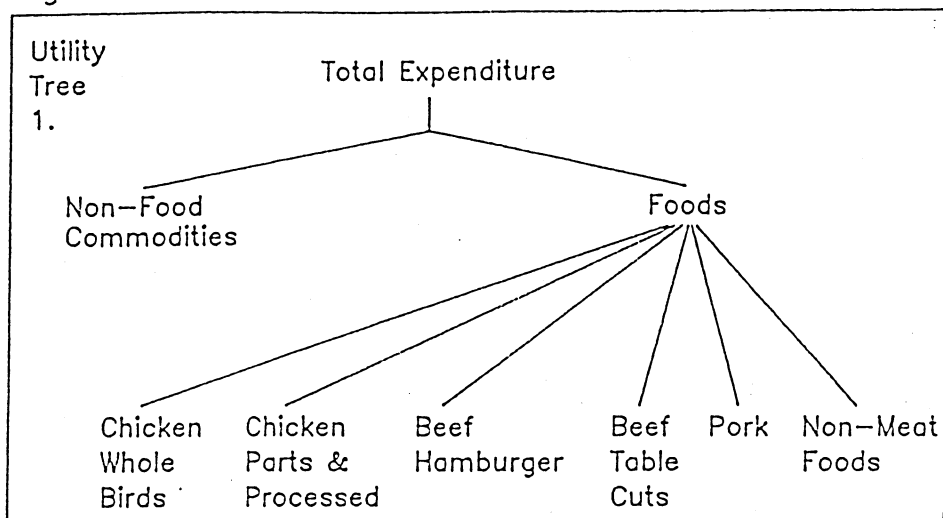 Utility
Tree
1.
Total Expenditure
Non-Food
Commodities
Foods
Chicken
Whole
Birds
Chicken
Parts &
Processed
Beef
Hamburger
Beef
Table
Cuts
Pork
Non-Meat
Foods